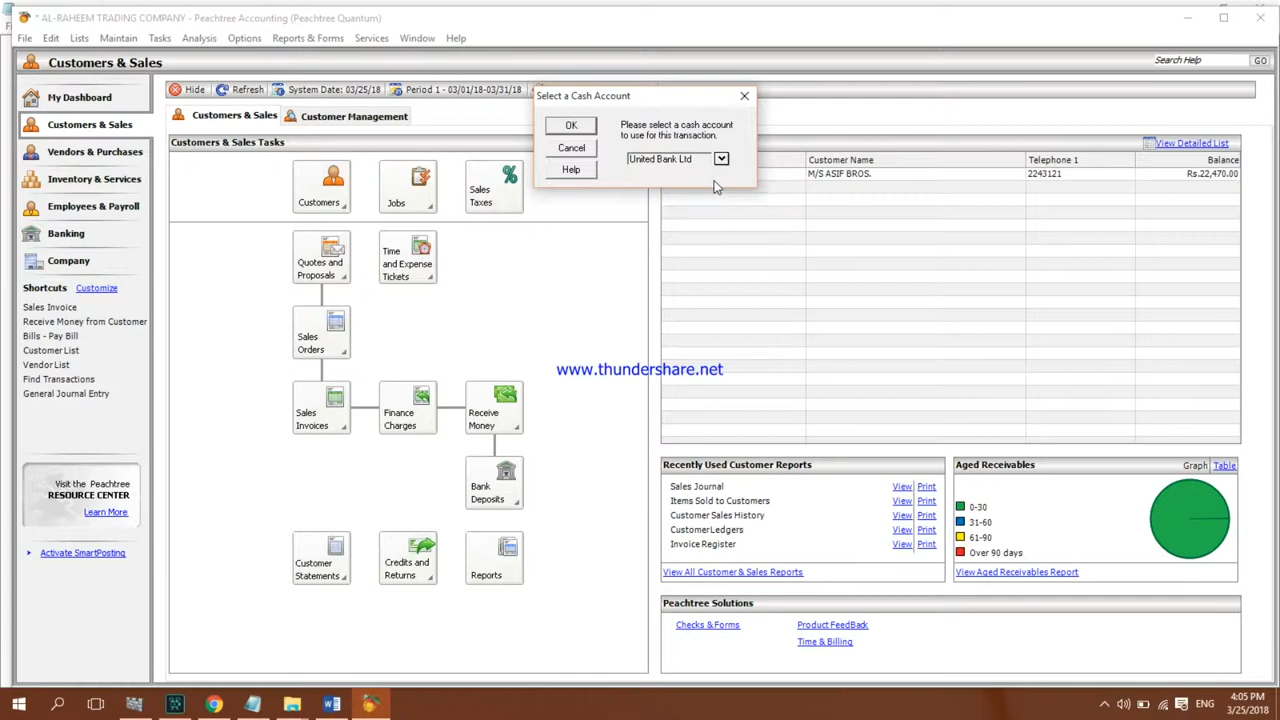 * AL-RAHEEM TRADING COMPANY - Peachtree Accounting (Peachtree Quantum)
File Edit Lists Maintain Tasks Analysis Options Reports & Forms Services Window Help
Customers & Sales
Search Help
GO
My Dashboard
Customers & Sales
Vendors & Purchases
Inventory & Services
Employees & Payroll
Banking
Company
Shortcuts Customize
Sales Invoice
Receive Money from Customer
Bills - Pay Bill
Customer List
Vendor List
Find Transactions
General Journal Entry
Visit the Peachtree
RESOURCE CENTER
Learn More
Activate SmartPosting
Hide Refresh System Date: 03/25/18 Period 1 - 03/01/18-03/31/18
Customers & Sales Customer Management
Customers & Sales Tasks
Customers
Jobs
Sales
Taxes
Quotes and
Proposals
Time
and Expense
Tickets
Sales
Orders
Sales
Invoices
Finance
Charges
Receive
Money
Bank
Deposits
Customer
Statements
Credits and
Returns
Reports
Select a Cash Account
OK
Cancel
Help
Please select a cash account
to use for this transaction.
United Bank Ltd
View Detailed List
Customer Name Telephone 1 Balance
M/S ASIF BROS. 2243121 Rs.22,470.00
www.thundershare.net
Recently Used Customer Reports
Sales Journal View Print
Items Sold to Customers View Print
Customer Sales History View Print
Customer Ledgers View Print
Invoice Register View Print
View All Customer & Sales Reports
Aged Receivables Graph Table
0-30
31-60
61-90
Over 90 days
View Aged Receivables Report
Peachtree Solutions
Checks & Forms Product FeedBack
Time & Billing
ENG
4:05 PM
3/25/2018